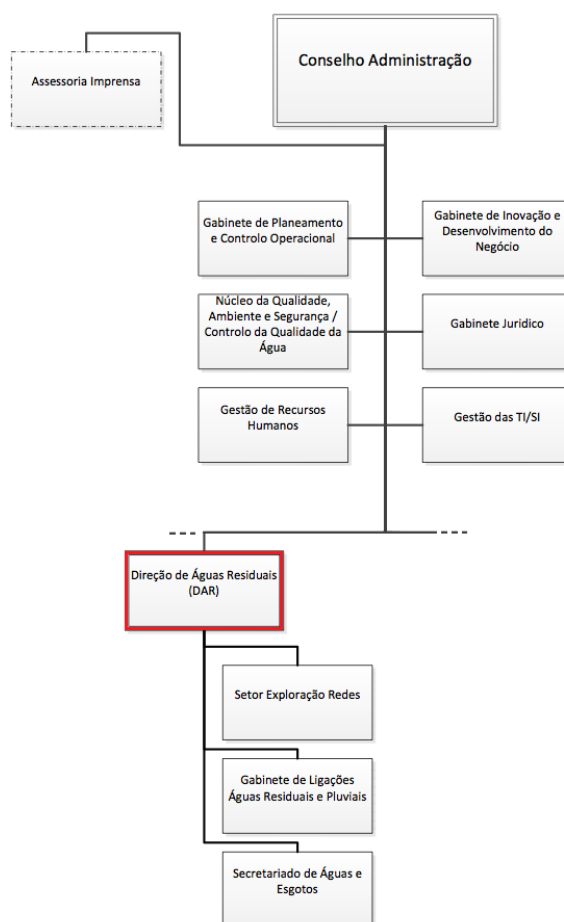 Conselho Administração
Assessoria Imprensa
Gabinete de Planeamento
e Controlo Operacional
Gabinete de Inovação e
Desenvolvimento do
Negócio
Núcleo da Qualidade,
Ambiente e Segurança /
Controlo da Qualidade da
Água
Gabinete Juridico
Gestão de Recursos
Humanos
Gestão das TI/SI
Direção de Águas Residuais
(DAR)
Setor Exploração Redes
Gabinete de Ligações
Águas Residuais e Pluviais
Secretariado de Águas e
Esgotos